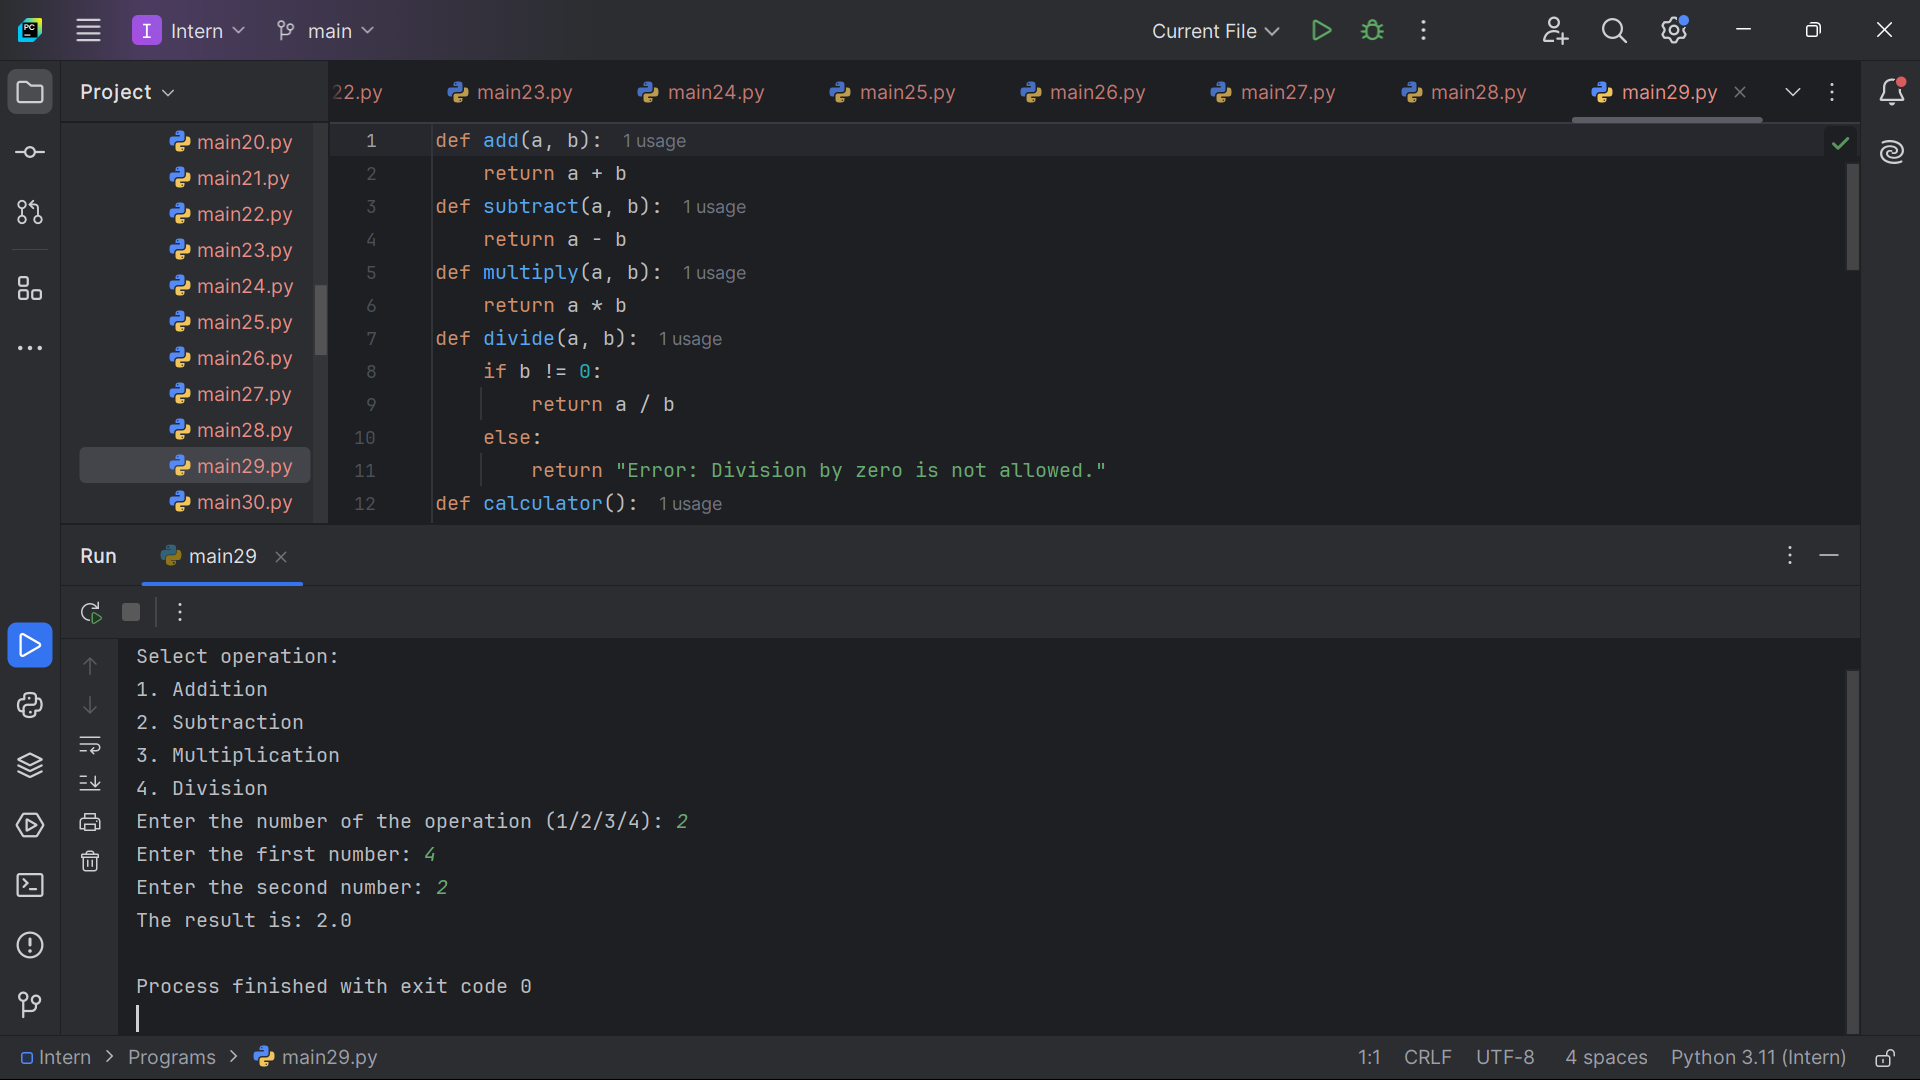 PC
I Intern main Current File
Project
22.py main23.py main24.py main25.py main26.py main27.py main28.py main29.py
main20.py
main21.py
main22.py
main23.py
main24.py
main25.py
main26.py
main27.py
main28.py
main29.py
main30.py
1 def add(a, b): 1 usage
2 return a + b
3 def subtract(a, b): 1 usage
4 return a - b
5 def multiply(a, b): 1 usage
6 return a * b
7 def divide(a, b): 1 usage
8 if b != 0:
9 return a / b
10 else:
11 return "Error: Division by zero is not allowed."
12 def calculator(): 1 usage
Run main29
Select operation:
1. Addition
2. Subtraction
3. Multiplication
4. Division
Enter the number of the operation (1/2/3/4): 2
Enter the first number: 4
Enter the second number: 2
The result is: 2.0
Process finished with exit code 0
Intern > Programs > main29.py 1:1 CRLF UTF-8 4 spaces Python 3.11 (Intern)